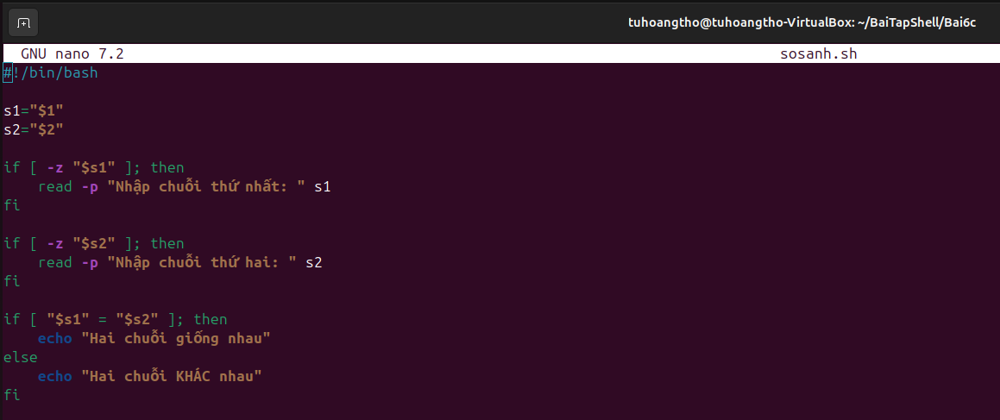 tuhoangtho@tuhoangtho-VirtualBox: ~/BaiTapShell/Bai6c
GNU nano 7.2 sosanh.sh
#!/bin/bash
s1="$1"
s2="$2"
if [ -z "$s1" ]; then
    read -p "Nhập chuỗi thứ nhất: " s1
fi
if [ -z "$s2" ]; then
    read -p "Nhập chuỗi thứ hai: " s2
fi
if [ "$s1" = "$s2" ]; then
    echo "Hai chuỗi giống nhau"
else
    echo "Hai chuỗi KHÁC nhau"
fi